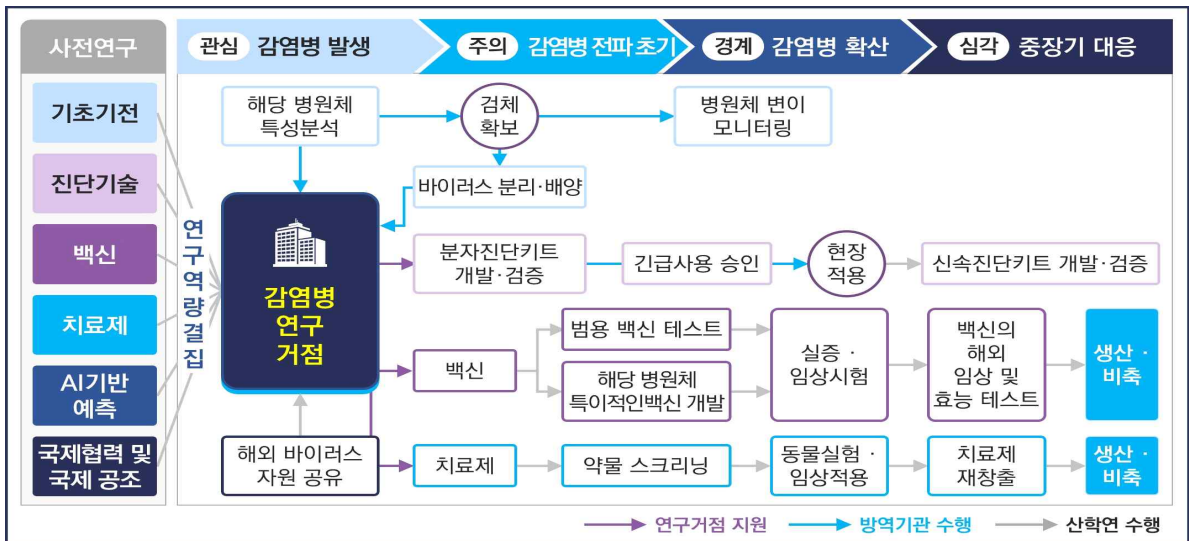 사전연구
관심 감염병 발생
주의 감염병 전파 초기
경계 감염병 확산
심각 중장기 대응
기초기전
진단기술
백신
치료제
AI기반
예측
국제협력 및
국제 공조
연구역량결집
해당 병원체
특성분석
검체
확보
병원체 변이
모니터링
바이러스 분리·배양
감염병
연구
거점
분자진단키트
개발·검증
긴급사용 승인
현장
적용
신속진단키트 개발·검증
백신
범용 백신 테스트
해당 병원체
특이적인백신 개발
실증·
임상시험
백신의
해외
임상 및
효능 테스트
생산·
비축
해외 바이러스
자원 공유
치료제
약물 스크리닝
동물실험·
임상적용
치료제
재창출
생산·
비축
연구거점 지원
방역기관 수행
산학연 수행